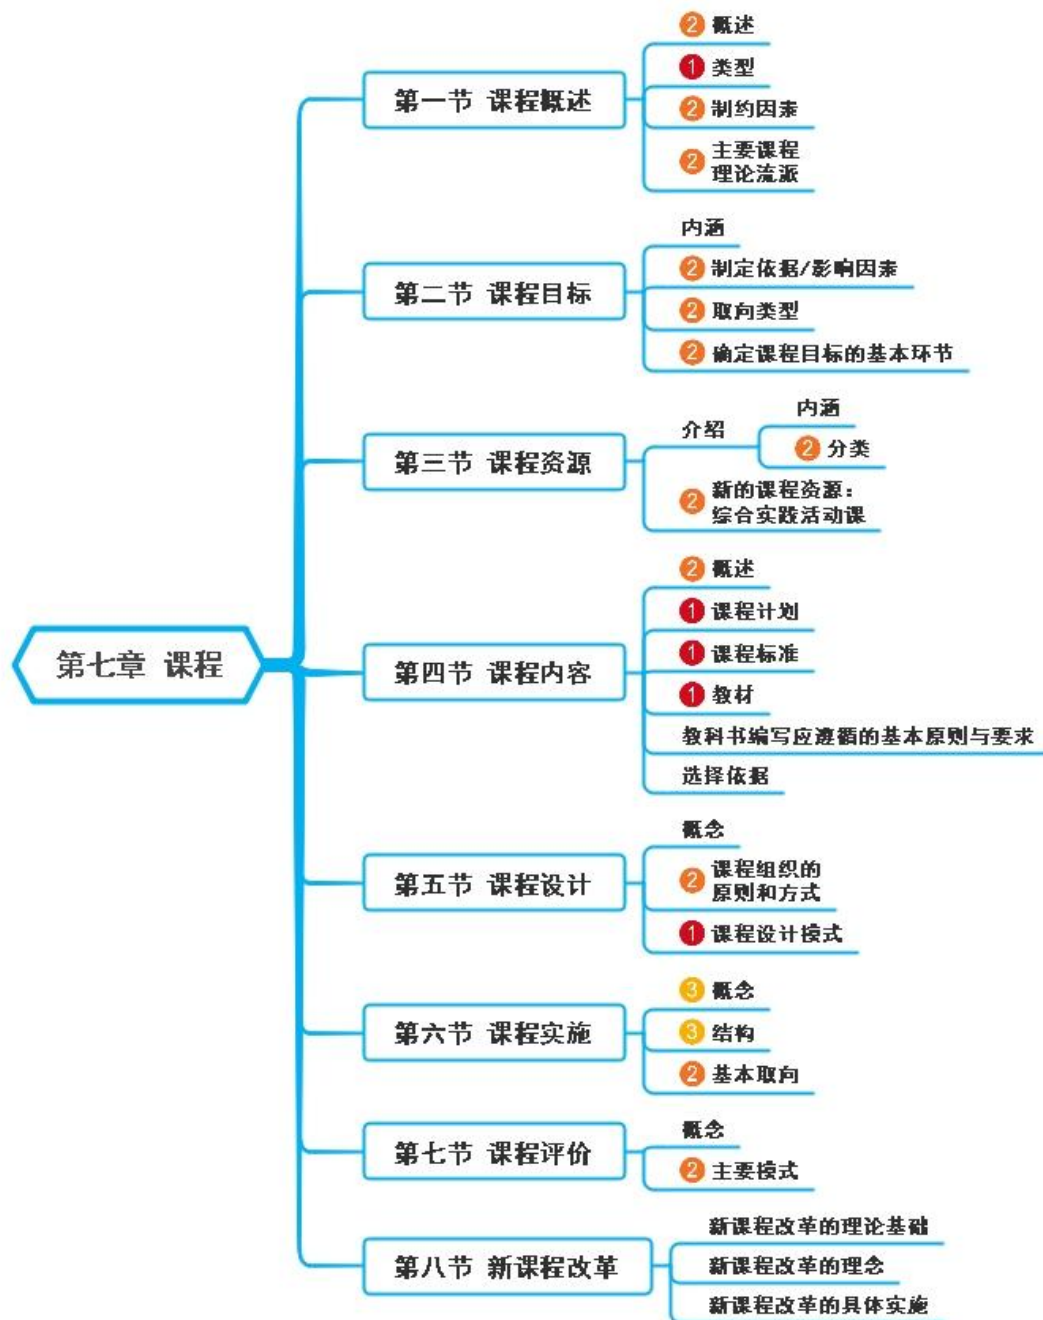 第七章 课程
第一节 课程概述
2 概述
1 类型
2 制约因素
2 主要课程
理论流派
第二节 课程目标
内涵
2 制定依据/影响因素
2 取向类型
2 确定课程目标的基本环节
第三节 课程资源
介绍
内涵
2 分类
2 新的课程资源：
综合实践活动课
第四节 课程内容
2 概述
1 课程计划
1 课程标准
1 教材
教科书编写应遵循的基本原则与要求
选择依据
第五节 课程设计
概念
2 课程组织的
原则和方式
1 课程设计模式
第六节 课程实施
3 概念
3 结构
2 基本取向
第七节 课程评价
概念
2 主要模式
第八节 新课程改革
新课程改革的理论基础
新课程改革的理念
新课程改革的具体实施